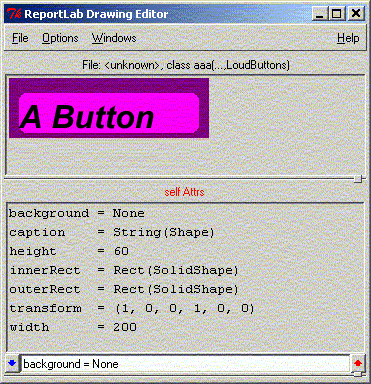 ReportLab Drawing Editor
File Options Windows Help
File: <unknown>, class aaa(...,LoudButtons)
A Button
self Attrs
background = None
caption = String(Shape)
height = 60
innerRect = Rect(SolidShape)
outerRect = Rect(SolidShape)
transform = (1, 0, 0, 1, 0, 0)
width = 200
background = None